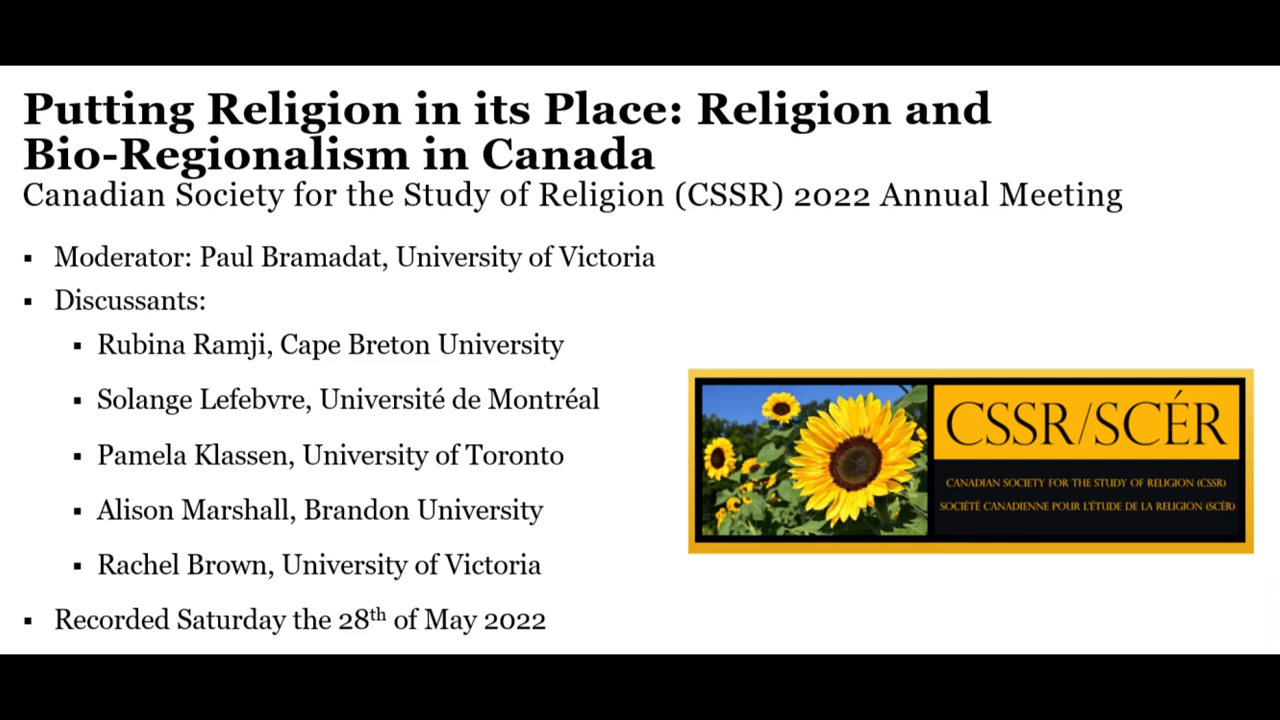 Putting Religion in its Place: Religion and
Bio-Regionalism in Canada
Canadian Society for the Study of Religion (CSSR) 2022 Annual Meeting
▪ Moderator: Paul Bramadat, University of Victoria
▪ Discussants:
▪ Rubina Ramji, Cape Breton University
▪ Solange Lefebvre, Université de Montréal
▪ Pamela Klassen, University of Toronto
▪ Alison Marshall, Brandon University
▪ Rachel Brown, University of Victoria
▪ Recorded Saturday the 28th of May 2022
CSSR/SCÉR
CANADIAN SOCIETY FOR THE STUDY OF RELIGION (CSSR)
SOCIÉTÉ CANADIENNE POUR L'ÉTUDE DE LA RELIGION (SCÉR)